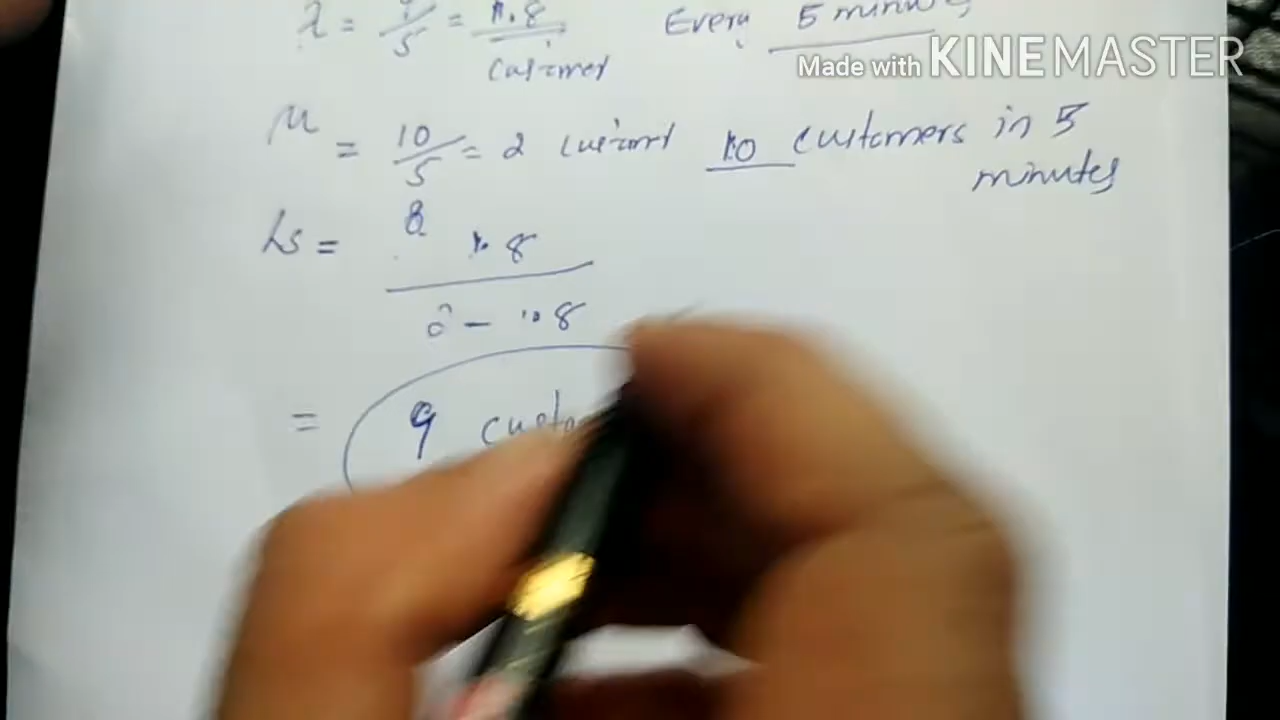 λ = 9/5 = 1.8 Every 5 minute
Made with KINEMASTER
customer
μ = 10/5 = 2 customer 10 customers in 5
minutes
Ls = 1.8
2 - 1.8
= 9 custo